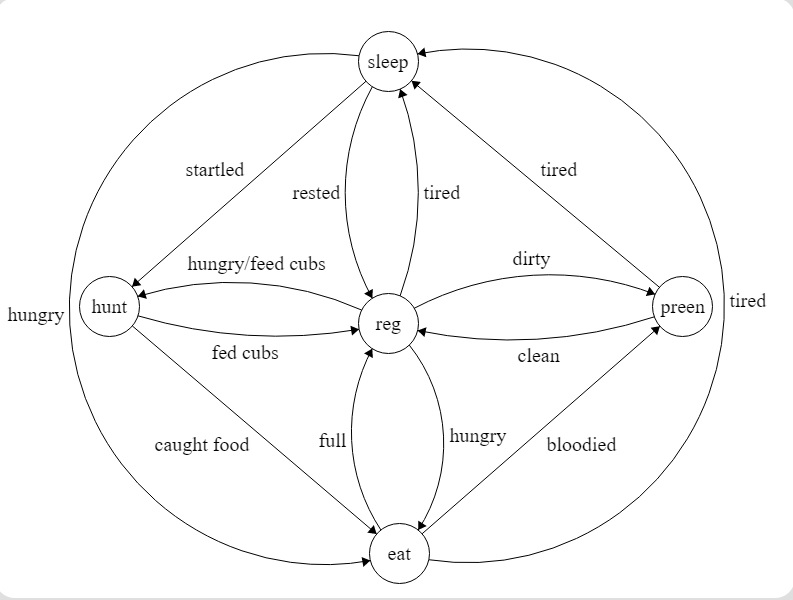 sleep
startled
tired
rested
tired
dirty
hungry/feed cubs
hunt
preen
tired
hungry
reg
fed cubs
clean
full
hungry
caught food
bloodied
eat